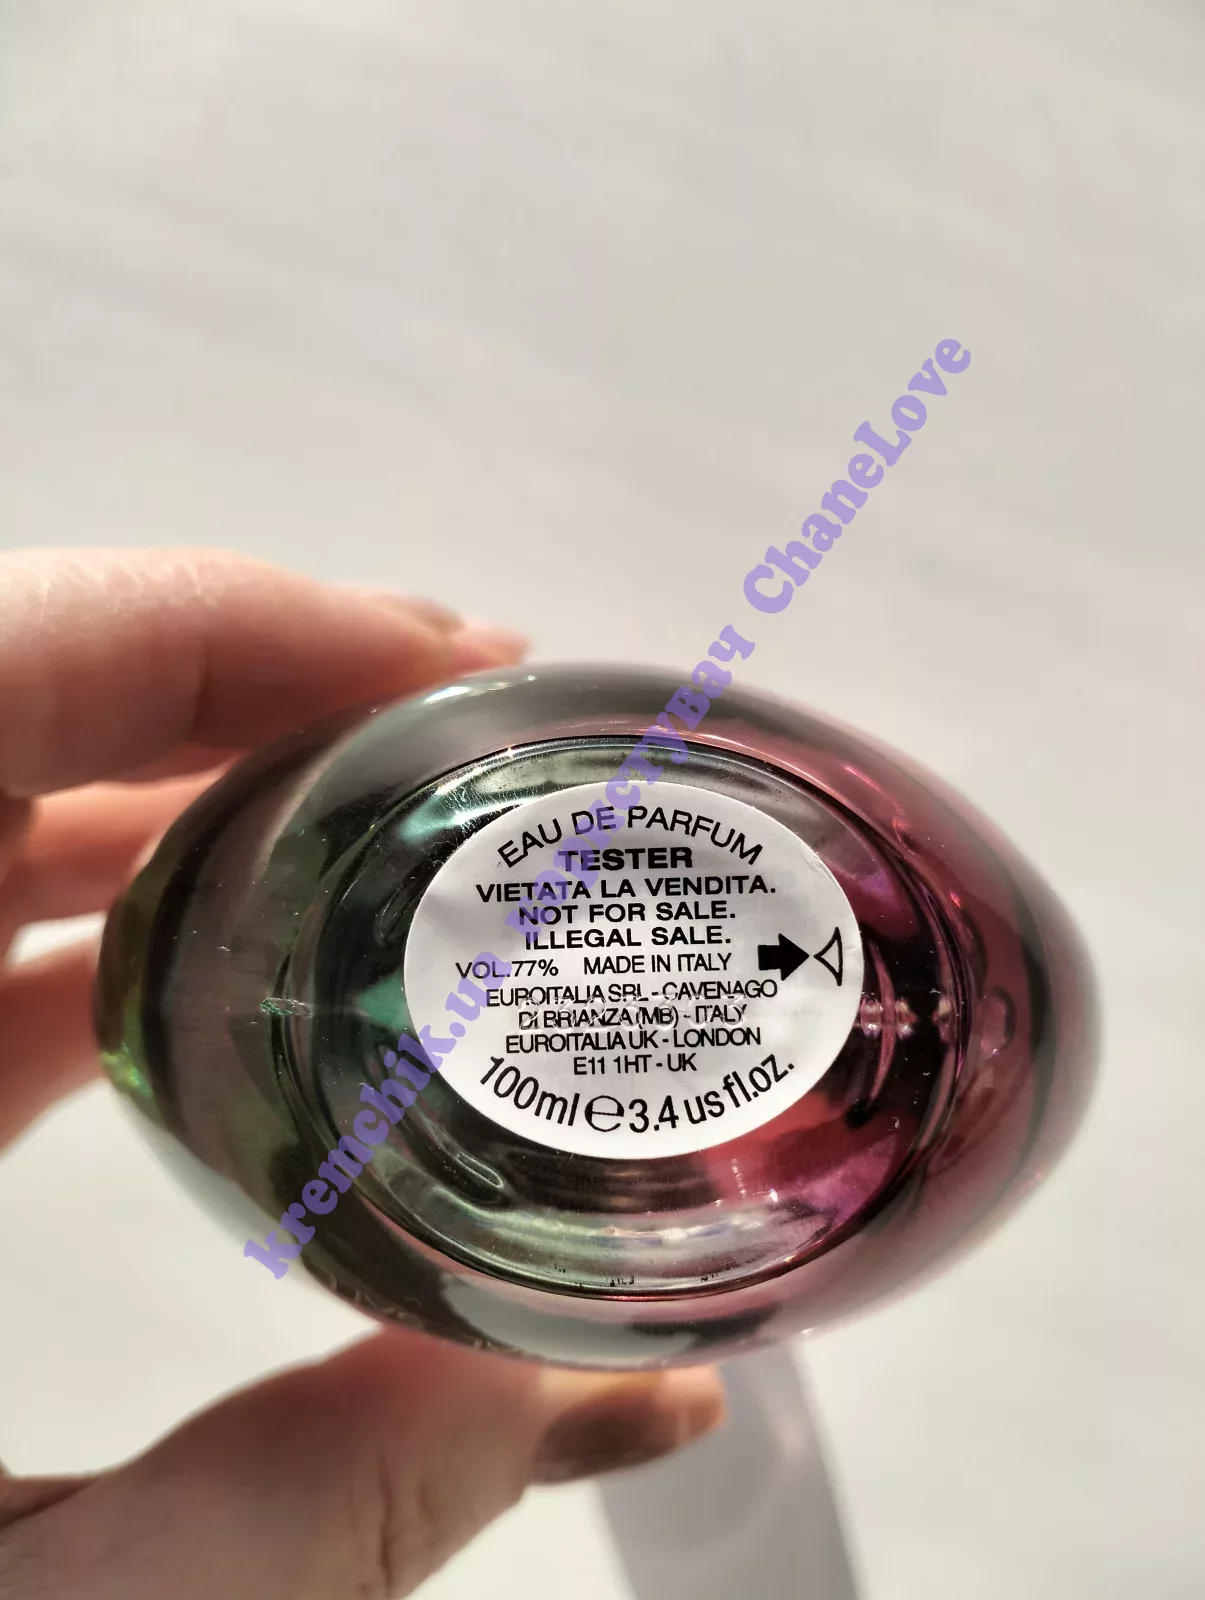 EAU DE PARFUM
TESTER
VIETATA LA VENDITA.
NOT FOR SALE.
ILLEGAL SALE.
VOL.77% MADE IN ITALY
EUROITALIA SRL - CAVENAGO
DI BRIANZA (MB) - ITALY
EUROITALIA UK - LONDON
E11 1HT - UK
100ml ℮ 3.4 us fl.oz.
kremchik.ua користувач ChaneLove